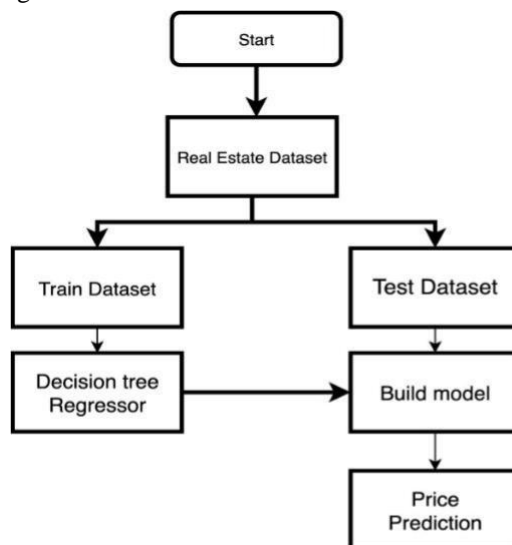 Start
Real Estate Dataset
Train Dataset
Test Dataset
Decision tree
Regressor
Build model
Price
Prediction